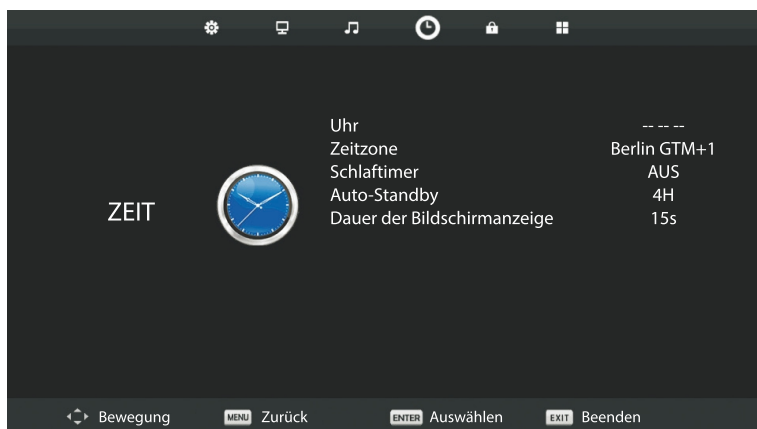 Uhr -- -- --
Zeitzone Berlin GTM+1
Schlaftimer AUS
Auto-Standby 4H
Dauer der Bildschirmanzeige 15s
ZEIT
Bewegung MENU Zurück ENTER Auswählen EXIT Beenden